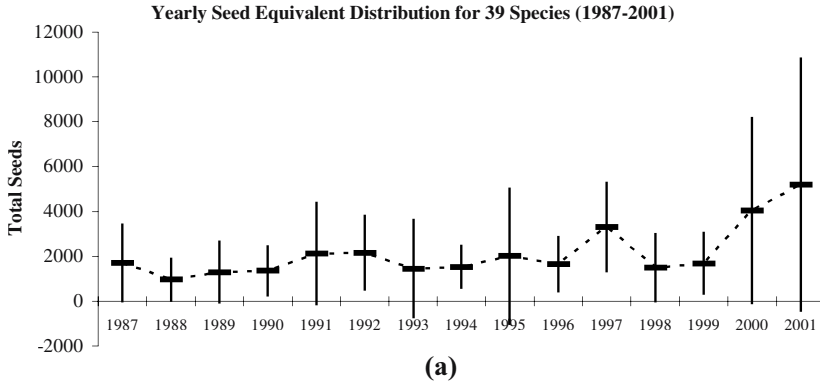 Yearly Seed Equivalent Distribution for 39 Species (1987-2001)
12000
10000
8000
6000
4000
2000
0
-2000
Total Seeds
1987 1988 1989 1990 1991 1992 1993 1994 1995 1996 1997 1998 1999 2000 2001
(a)